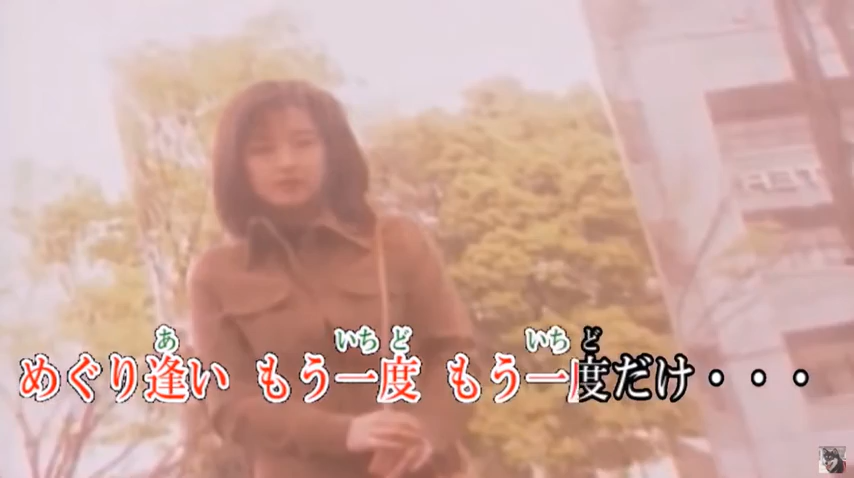 あ いち ど いち ど
めぐり逢い もう一度 もう一度だけ・・・